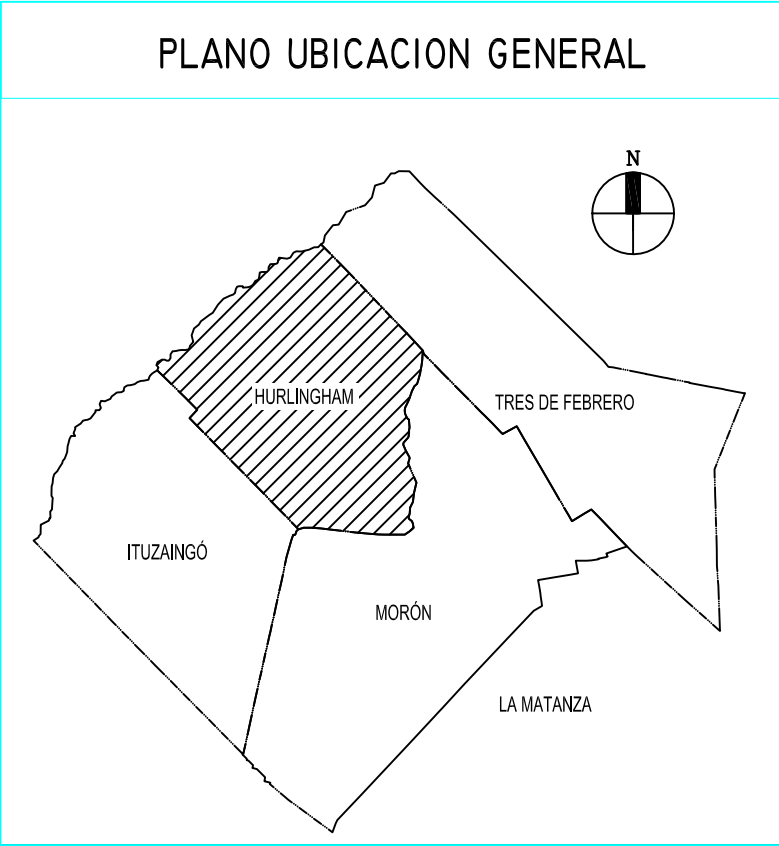 PLANO UBICACION GENERAL
N
HURLINGHAM
TRES DE FEBRERO
ITUZAINGÓ
MORÓN
LA MATANZA